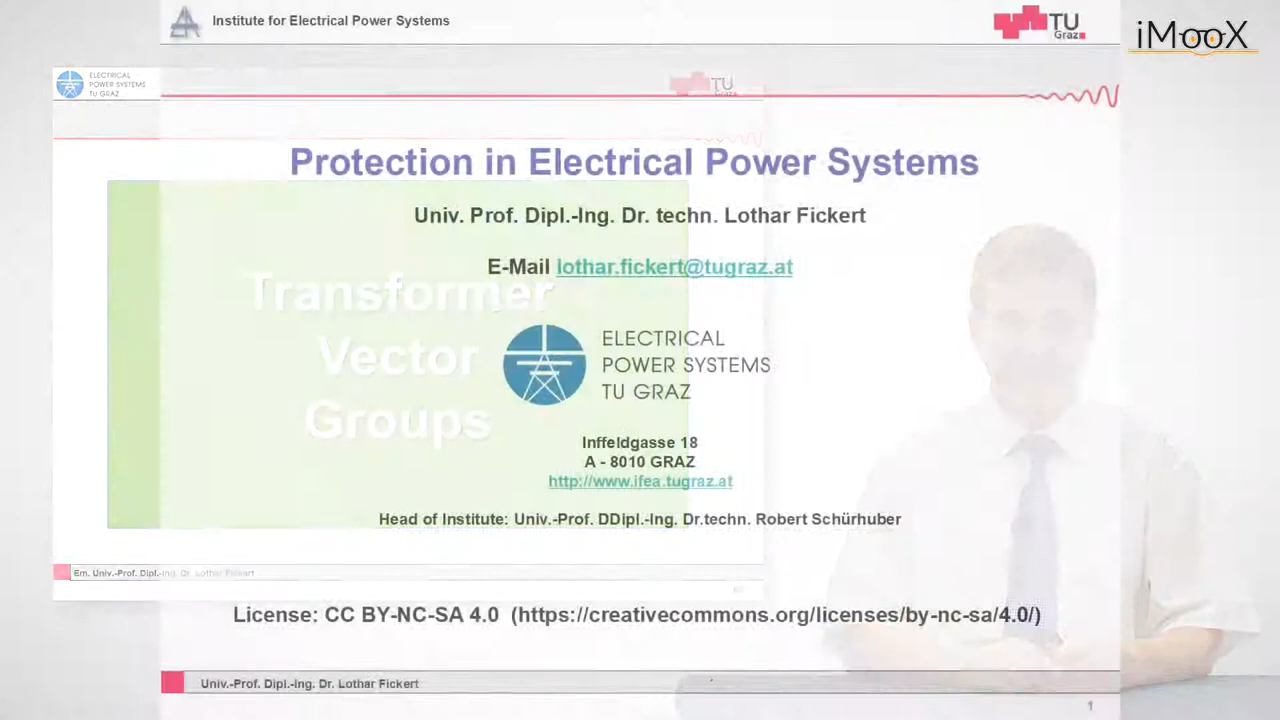 Institute for Electrical Power Systems
TU
Graz
iMooX
ELECTRICAL
POWER SYSTEMS
TU GRAZ
TU
Graz
Protection in Electrical Power Systems
Univ. Prof. Dipl.-Ing. Dr. techn. Lothar Fickert
E-Mail lothar.fickert@tugraz.at
Transformer
Vector
Groups
ELECTRICAL
POWER SYSTEMS
TU GRAZ
Inffeldgasse 18
A - 8010 GRAZ
http://www.ifea.tugraz.at
Head of Institute: Univ.-Prof. DDipl.-Ing. Dr.techn. Robert Schürhuber
Em. Univ.-Prof. Dipl.-Ing. Dr. Lothar Fickert
License: CC BY-NC-SA 4.0 (https://creativecommons.org/licenses/by-nc-sa/4.0/)
Univ.-Prof. Dipl.-Ing. Dr. Lothar Fickert
1